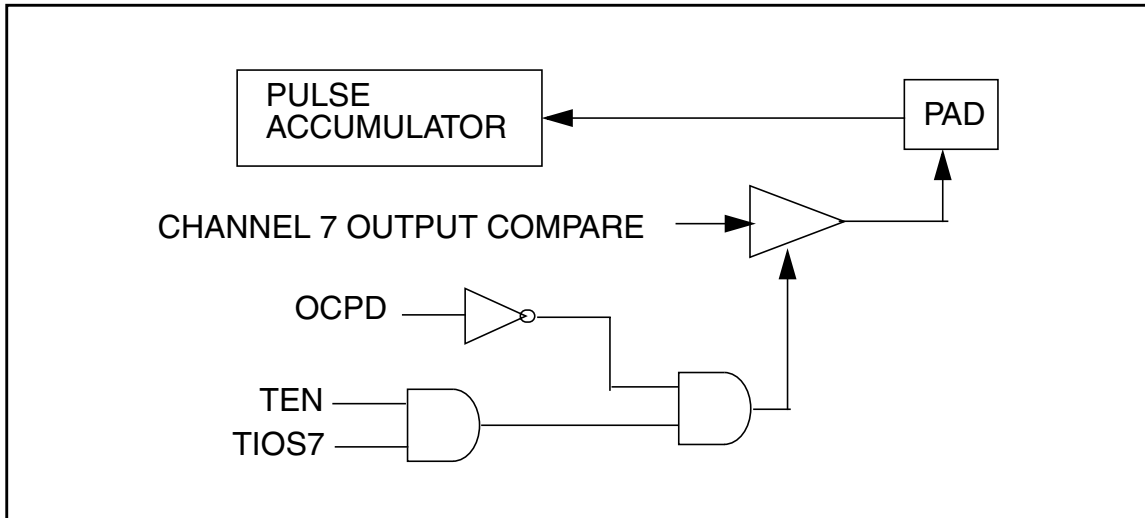 PULSE
ACCUMULATOR
PAD
CHANNEL 7 OUTPUT COMPARE
OCPD
TEN
TIOS7